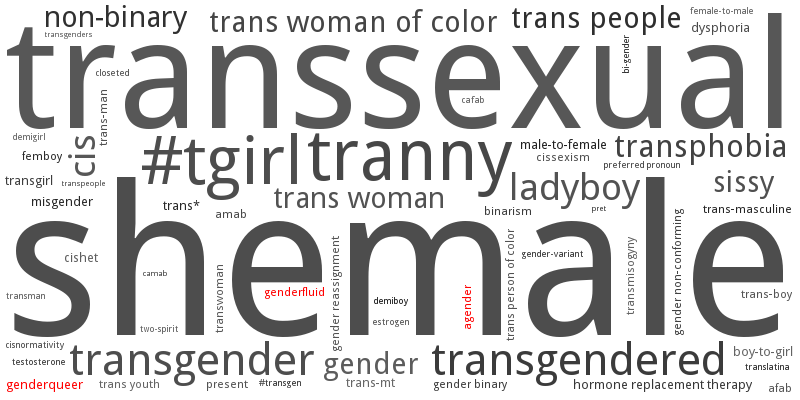 non-binary
trans woman of color
trans people
female-to-male
transgenders
dysphoria
bi-gender
transsexual
closeted
cafab
trans-man
demigirl
cis
femboy
#tgirl
tranny
male-to-female
transphobia
cissexism
preferred pronoun
transgirl
transpeople
trans woman
ladyboy
sissy
misgender
trans*
amab
binarism
pret
trans-masculine
shemale
cishet
camab
transwoman
genderfluid
gender reassignment
demiboy
estrogen
agender
trans person of color
gender-variant
transmisogyny
gender non-conforming
transman
trans-boy
two-spirit
cisnormativity
testosterone
transgender
gender
transgendered
boy-to-girl
translatina
genderqueer
trans youth
present
#transgen
trans-mt
gender binary
hormone replacement therapy
afab